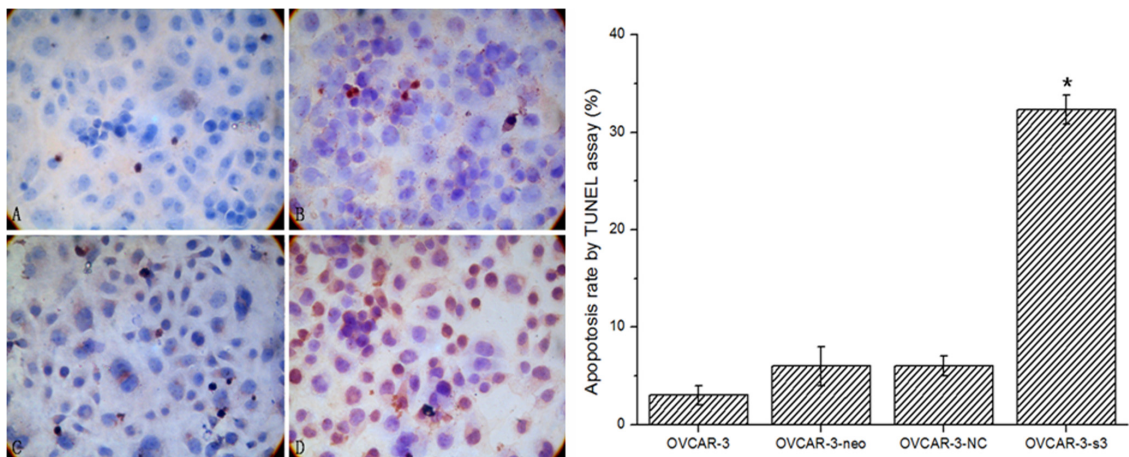 A
B
C
D
Apopotosis rate by TUNEL assay (%)
40
30
20
10
0
*
OVCAR-3
OVCAR-3-neo
OVCAR-3-NC
OVCAR-3-s3